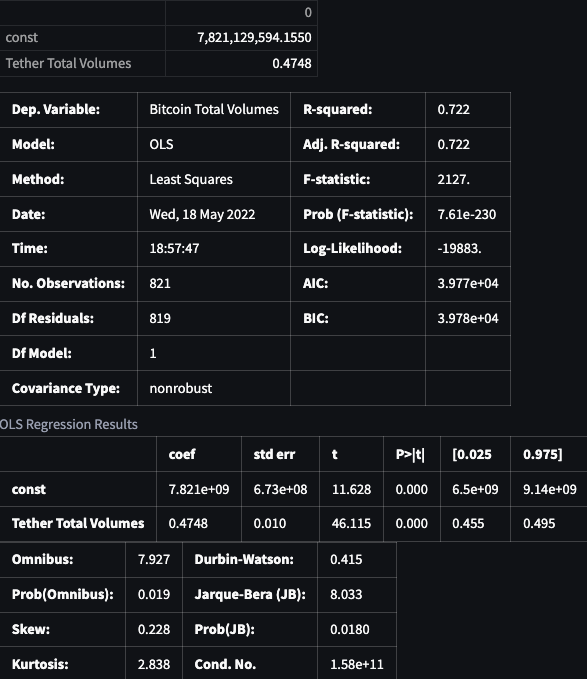 0
const 7,821,129,594.1550
Tether Total Volumes 0.4748
Dep. Variable: Bitcoin Total Volumes R-squared: 0.722
Model: OLS Adj. R-squared: 0.722
Method: Least Squares F-statistic: 2127.
Date: Wed, 18 May 2022 Prob (F-statistic): 7.61e-230
Time: 18:57:47 Log-Likelihood: -19883.
No. Observations: 821 AIC: 3.977e+04
Df Residuals: 819 BIC: 3.978e+04
Df Model: 1
Covariance Type: nonrobust
OLS Regression Results
coef std err t P>|t| [0.025 0.975]
const 7.821e+09 6.73e+08 11.628 0.000 6.5e+09 9.14e+09
Tether Total Volumes 0.4748 0.010 46.115 0.000 0.455 0.495
Omnibus: 7.927 Durbin-Watson: 0.415
Prob(Omnibus): 0.019 Jarque-Bera (JB): 8.033
Skew: 0.228 Prob(JB): 0.0180
Kurtosis: 2.838 Cond. No. 1.58e+11